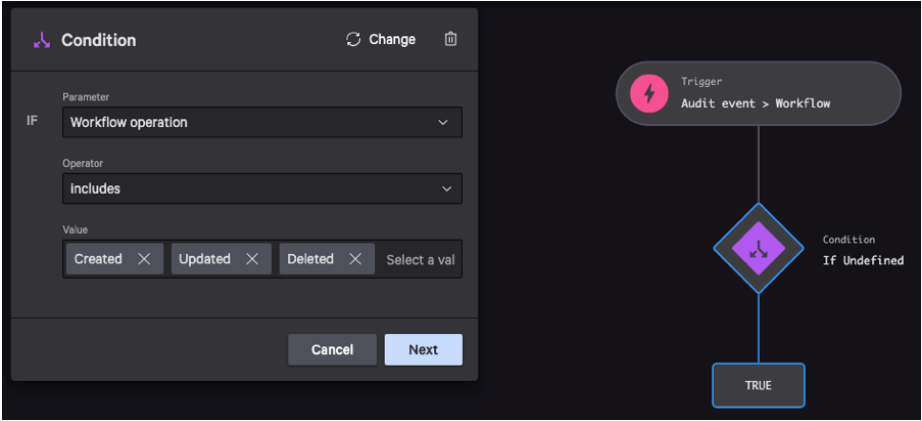 Condition
Change
Parameter
IF
Workflow operation
Operator
includes
Value
Created
Updated
Deleted
Select a val
Cancel
Next
Trigger
Audit event > Workflow
Condition
If Undefined
TRUE